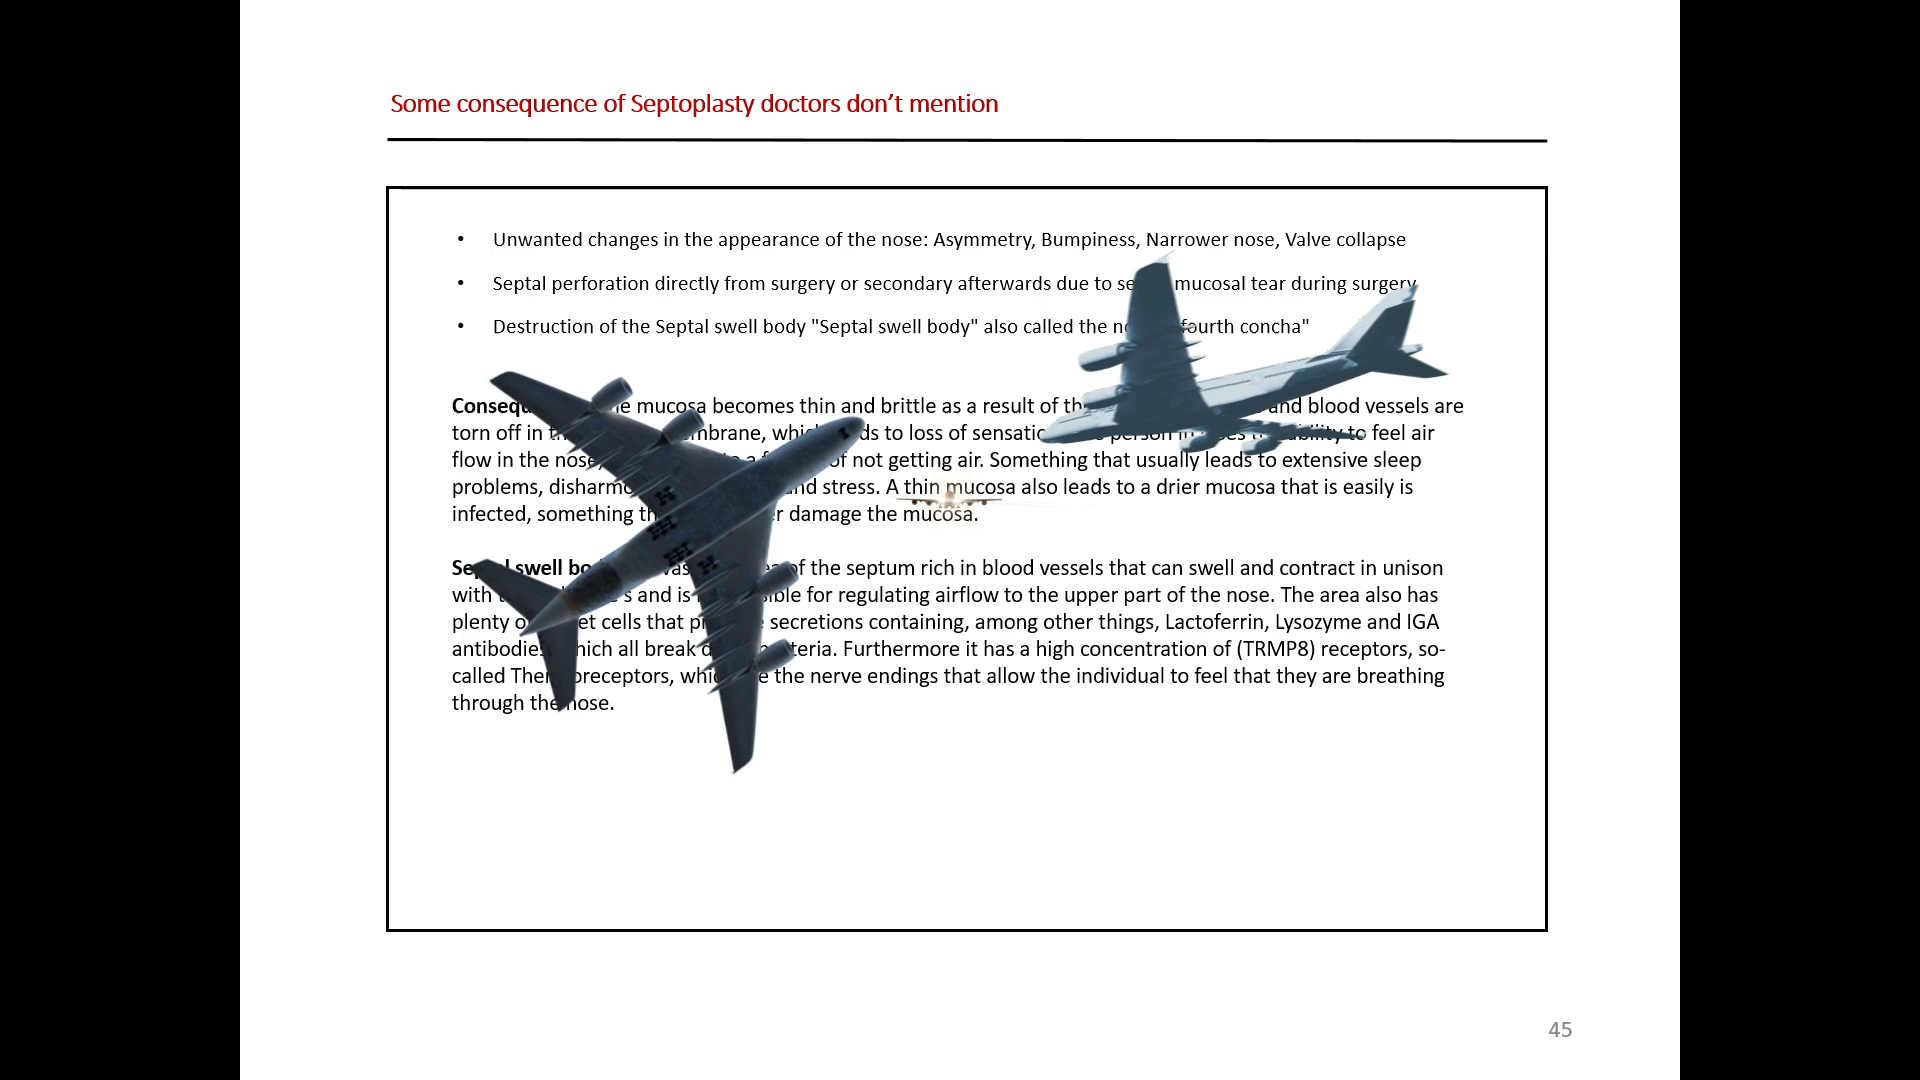 Some consequence of Septoplasty doctors don’t mention
• Unwanted changes in the appearance of the nose: Asymmetry, Bumpiness, Narrower nose, Valve collapse
• Septal perforation directly from surgery or secondary afterwards due to mucosal tear during surgery
• Destruction of the Septal swell body "Septal swell body" also called the fourth concha"
mucosa becomes thin and brittle as a result of and blood vessels are
torn off in to loss of sensation person feel air
flow in the nose, of not getting air. Something that usually leads to extensive sleep
problems, and stress. A thin mucosa also leads to a drier mucosa that is easily is
infected, something damage the mucosa.
Septal swell body of the septum rich in blood vessels that can swell and contract in unison
with and is for regulating airflow to the upper part of the nose. The area also has
plenty cells that secretions containing, among other things, Lactoferrin, Lysozyme and IGA
antibodies, which all break Furthermore it has a high concentration of (TRMP8) receptors, so-
called Thermoreceptors, the nerve endings that allow the individual to feel that they are breathing
through the nose.
45